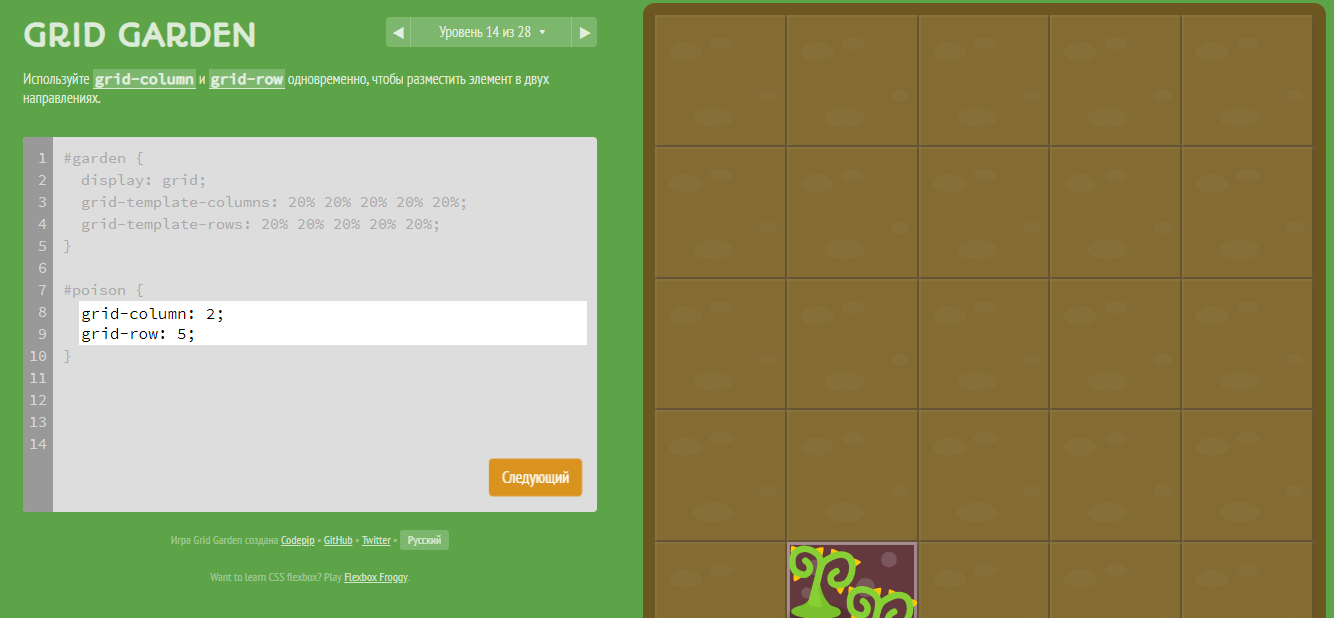 GRID GARDEN
◀ Уровень 14 из 28 ▼ ▶
Используйте grid-column и grid-row одновременно, чтобы разместить элемент в двух
направлениях.
1 #garden {
2 display: grid;
3 grid-template-columns: 20% 20% 20% 20% 20%;
4 grid-template-rows: 20% 20% 20% 20% 20%;
5 }
6
7 #poison {
8 grid-column: 2;
9 grid-row: 5;
10 }
11
12
13
14
Следующий
Игра Grid Garden создана Codepip • GitHub • Twitter • Русский
Want to learn CSS flexbox? Play Flexbox Froggy.